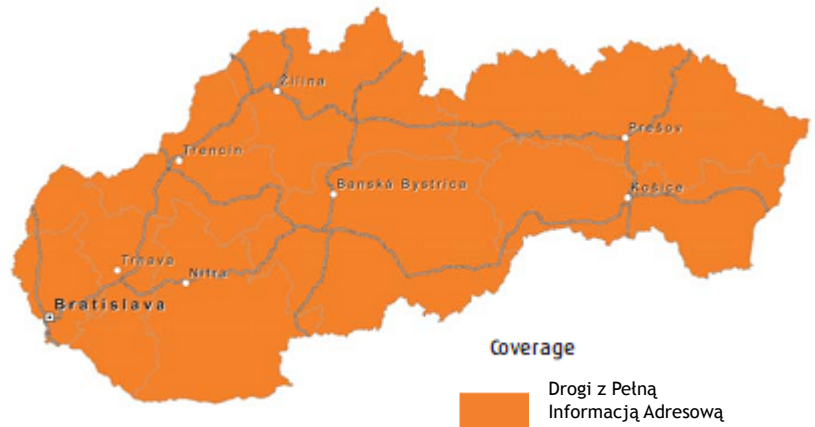 Žilina
Prešov
Trenčín
Banská Bystrica
Košice
Trnava
Nitra
Bratislava
Coverage
Drogi z Pełną
Informacją Adresową